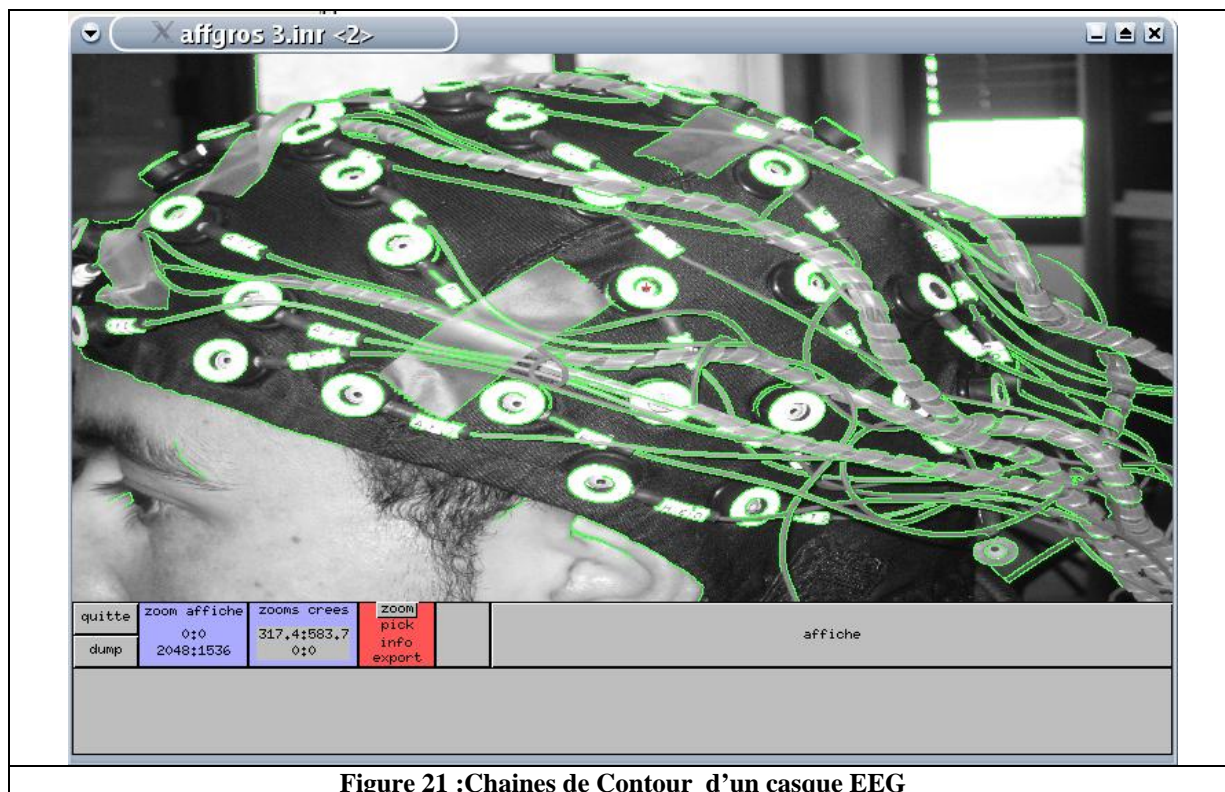 affgros 3.inr <2>
quitte
dump
zoom affiche
0:0
2048:1536
zooms crees
317.4:583.7
0:0
zoom
pick
info
export
affiche
Figure 21 :Chaines de Contour d'un casque EEG